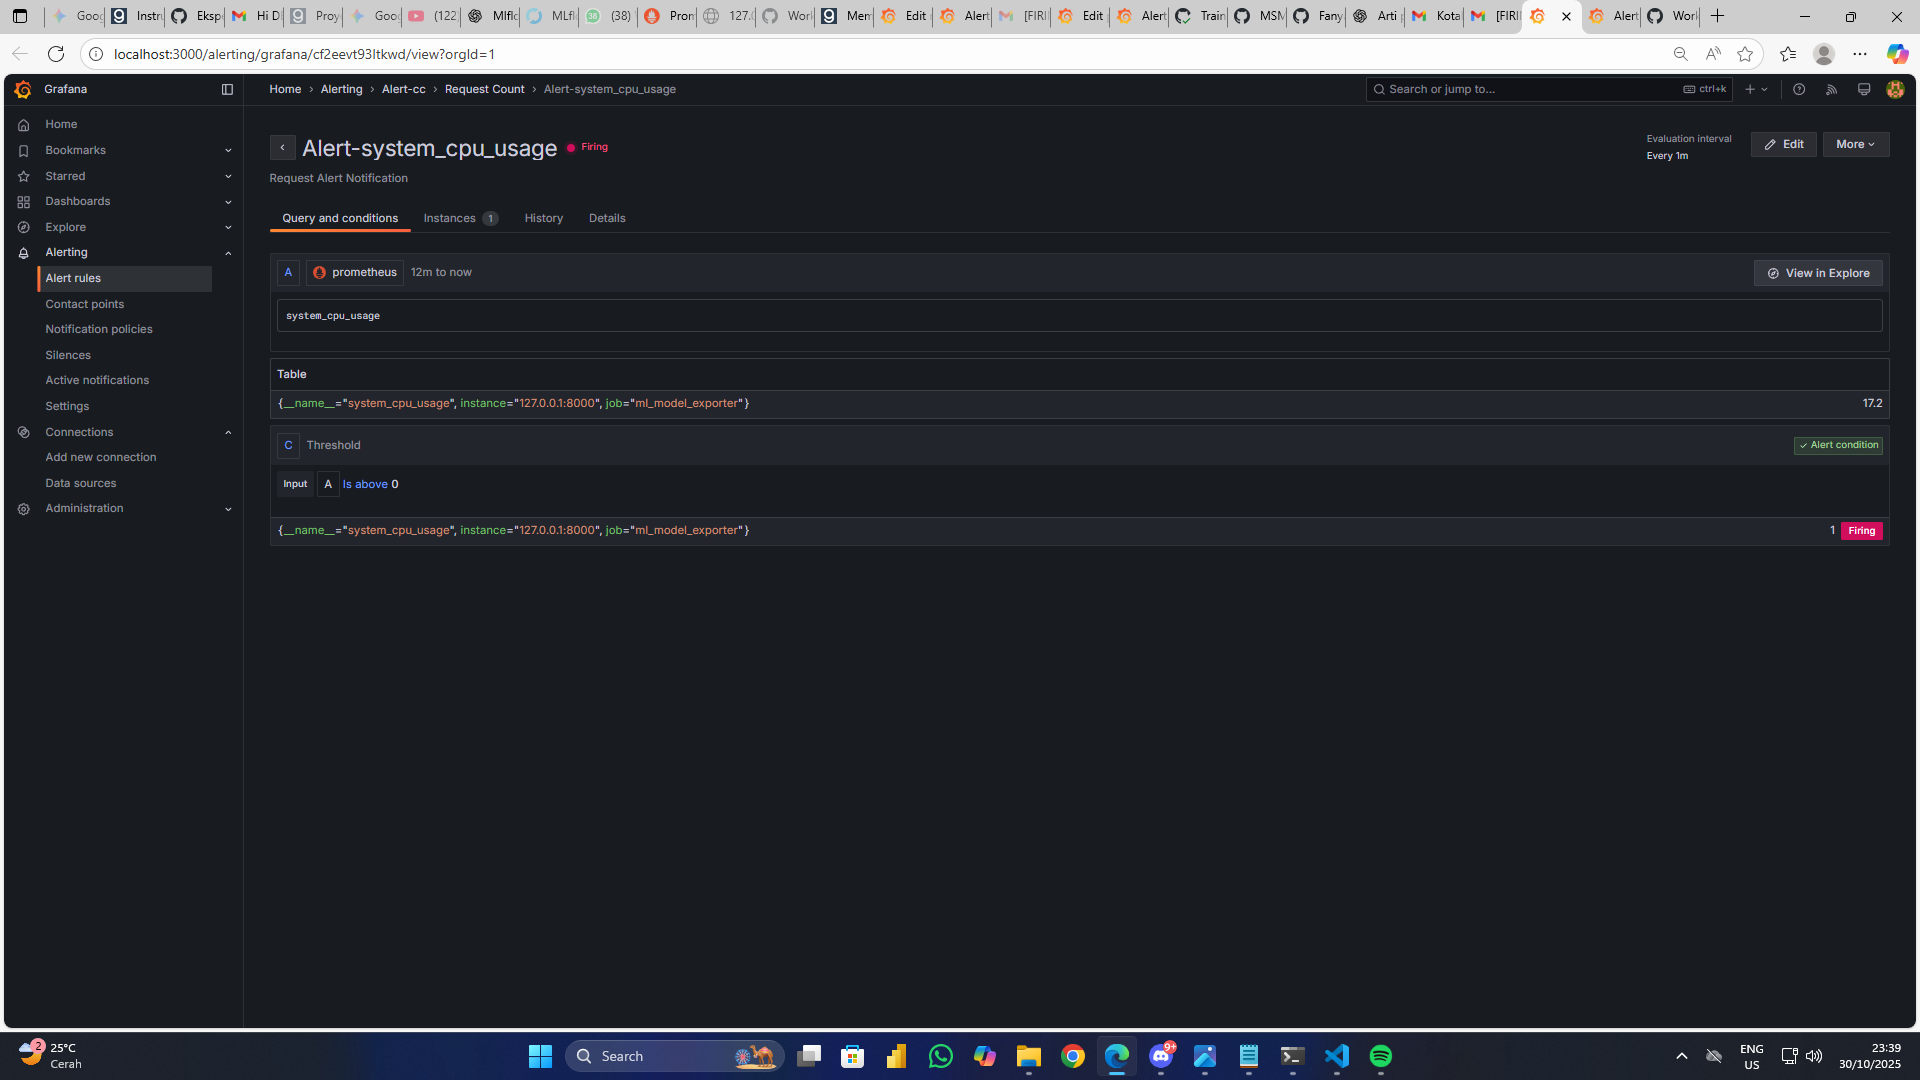 Goog
Instru
Eksp
Hi D
Proy
Goog
(122
Mlflo
MLfl
(38)
Pron
127.0
Worl
Mem
Edit
Alert
[FIRI
Edit
Alert
Train
MSM
Fany
Arti p
Kota
[FIRI
Alert
Work
localhost:3000/alerting/grafana/cf2eevt93ltkwd/view?orgId=1
Grafana
Home › Alerting › Alert-cc › Request Count › Alert-system_cpu_usage
Search or jump to...
ctrl+k
Home
Bookmarks
Starred
Dashboards
Explore
Alerting
Alert rules
Contact points
Notification policies
Silences
Active notifications
Settings
Connections
Add new connection
Data sources
Administration
Alert-system_cpu_usage
Firing
Evaluation interval
Every 1m
Edit
More
Request Alert Notification
Query and conditions
Instances 1
History
Details
A
prometheus
12m to now
View in Explore
system_cpu_usage
Table
{__name__="system_cpu_usage", instance="127.0.0.1:8000", job="ml_model_exporter"}
17.2
C
Threshold
Alert condition
Input A Is above 0
{__name__="system_cpu_usage", instance="127.0.0.1:8000", job="ml_model_exporter"}
1 Firing
2
25°C
Cerah
Search
9+
ENG
US
23:39
30/10/2025